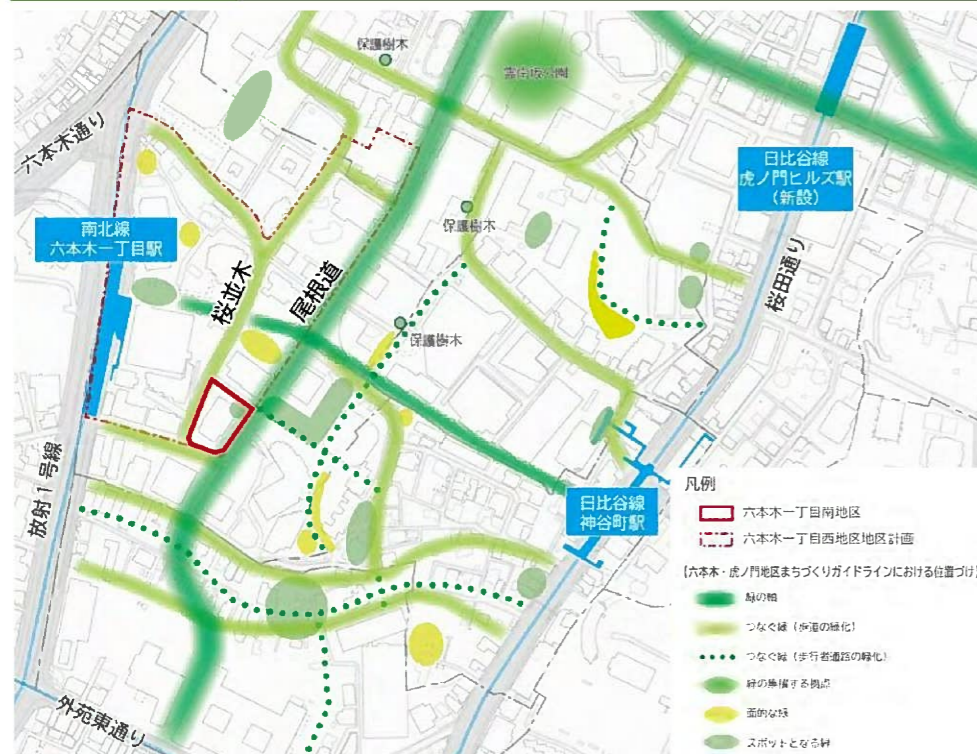 保護樹木
霊南坂公園
六本木通り
日比谷線
虎ノ門ヒルズ駅
(新設)
南北線
六本木一丁目駅
保護樹木
桜並木
尾根道
桜田通り
保護樹木
放射1号線
日比谷線
神谷町駅
外苑東通り
凡例
六本木一丁目南地区
六本木一丁目西地区地区計画
[六本木・虎ノ門地区まちづくりガイドラインにおける位置づけ]
緑の軸
つなぐ緑(歩道の緑化)
つなぐ緑(歩行者通路の緑化)
緑の集積する拠点
面的な緑
スポットとなる緑